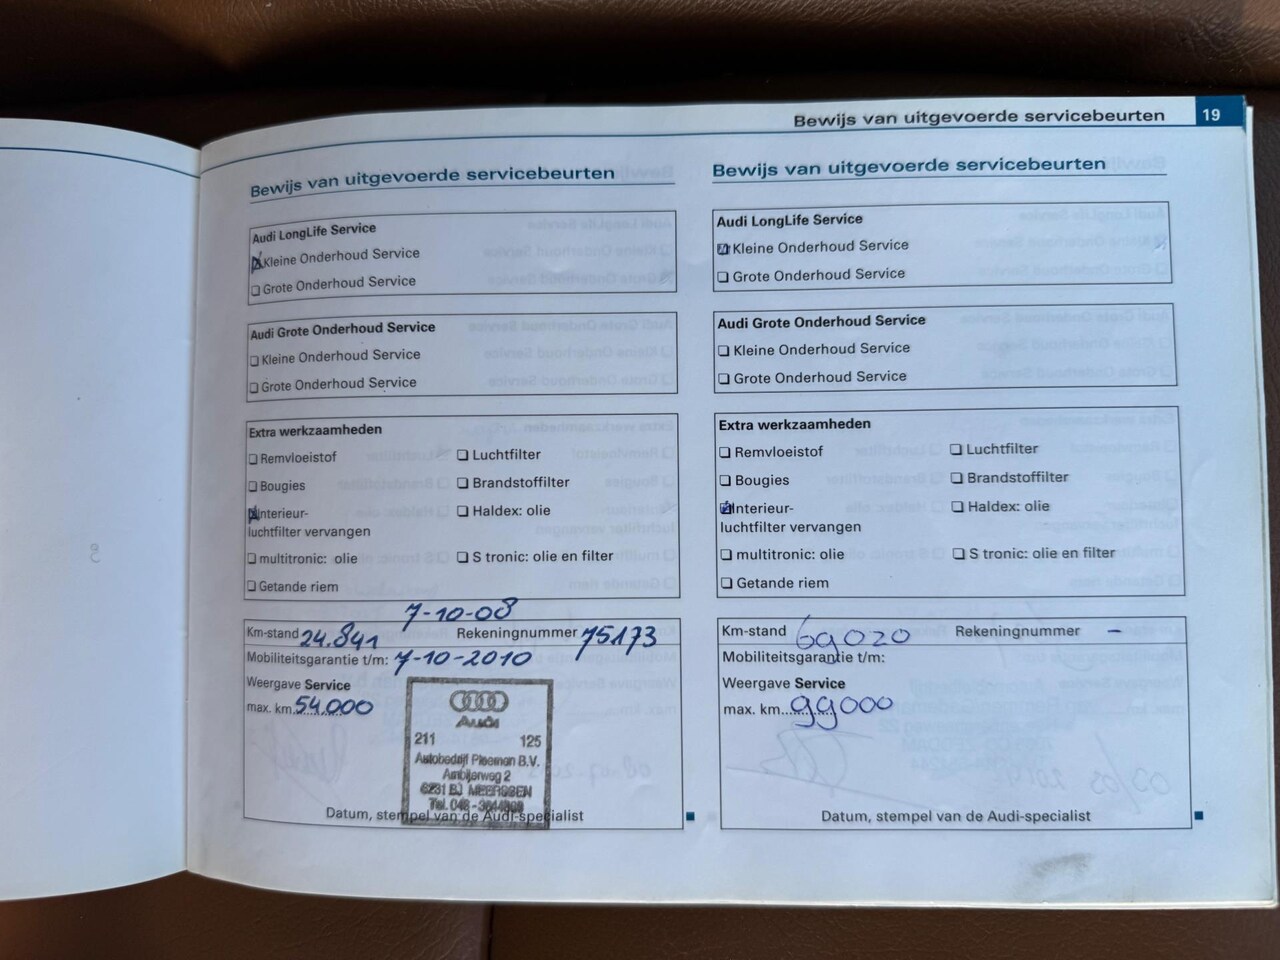 Bewijs van uitgevoerde servicebeurten 19
Bewijs van uitgevoerde servicebeurten
Audi LongLife Service
Kleine Onderhoud Service
Grote Onderhoud Service
Audi Grote Onderhoud Service
Kleine Onderhoud Service
Grote Onderhoud Service
Extra werkzaamheden
Remvloeistof Luchtfilter
Bougies Brandstoffilter
Interieur- Haldex: olie
luchtfilter vervangen
multitronic: olie S tronic: olie en filter
Getande riem
7-10-08
Km-stand 24.841 Rekeningnummer 75173
Mobiliteitsgarantie t/m: 7-10-2010
Weergave Service
max. km 54.000
Audi
211 125
Autobedrijf B.V.
Ambijerweg 2
6231 EJ MEERSSEN
Datum, stempel van de Audi-specialist
Bewijs van uitgevoerde servicebeurten
Audi LongLife Service
Kleine Onderhoud Service
Grote Onderhoud Service
Audi Grote Onderhoud Service
Kleine Onderhoud Service
Grote Onderhoud Service
Extra werkzaamheden
Remvloeistof Luchtfilter
Bougies Brandstoffilter
Interieur- Haldex: olie
luchtfilter vervangen
multitronic: olie S tronic: olie en filter
Getande riem
Km-stand 69020 Rekeningnummer -
Mobiliteitsgarantie t/m:
Weergave Service
max. km... 99000
Datum, stempel van de Audi-specialist